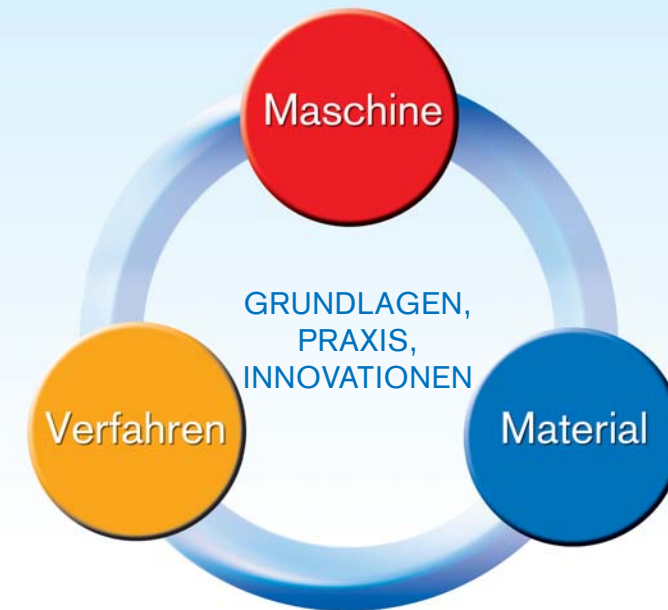 Maschine
GRUNDLAGEN,
PRAXIS,
INNOVATIONEN
Verfahren
Material